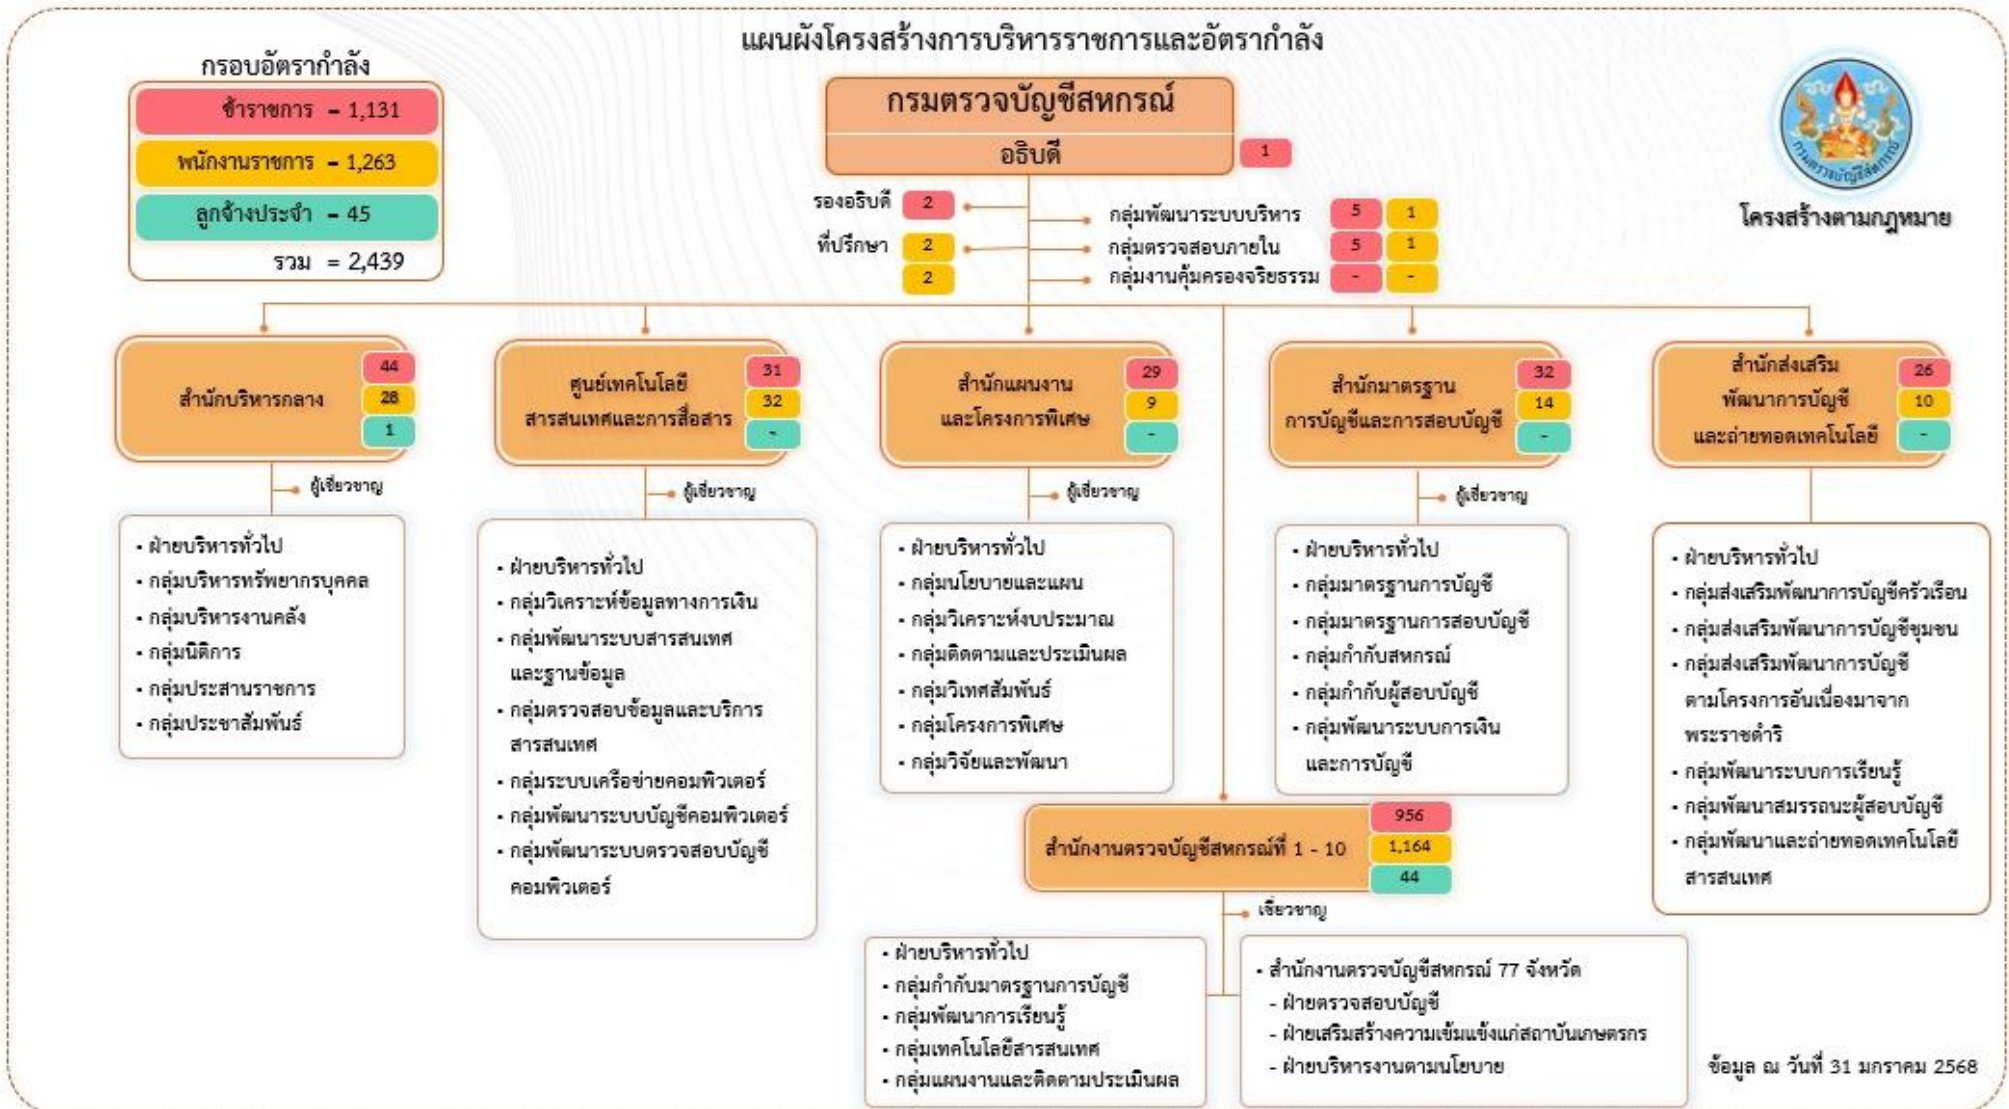 แผนผังโครงสร้างการบริหารราชการและอัตรากำลัง
กรอบอัตรากำลัง
ข้าราชการ = 1,131
พนักงานราชการ = 1,263
ลูกจ้างประจำ = 45
รวม = 2,439
กรมตรวจบัญชีสหกรณ์
อธิบดี
1
กรมตรวจบัญชีสหกรณ์
โครงสร้างตามกฎหมาย
รองอธิบดี 2
ที่ปรึกษา 2
2
กลุ่มพัฒนาระบบบริหาร 5 1
กลุ่มตรวจสอบภายใน 5 1
กลุ่มงานคุ้มครองจริยธรรม - -
สำนักบริหารกลาง
44
28
1
ผู้เชี่ยวชาญ
• ฝ่ายบริหารทั่วไป
• กลุ่มบริหารทรัพยากรบุคคล
• กลุ่มบริหารงานคลัง
• กลุ่มนิติการ
• กลุ่มประสานราชการ
• กลุ่มประชาสัมพันธ์
ศูนย์เทคโนโลยี
สารสนเทศและการสื่อสาร
31
32
-
ผู้เชี่ยวชาญ
• ฝ่ายบริหารทั่วไป
• กลุ่มวิเคราะห์ข้อมูลทางการเงิน
• กลุ่มพัฒนาระบบสารสนเทศ
และฐานข้อมูล
• กลุ่มตรวจสอบข้อมูลและบริการ
สารสนเทศ
• กลุ่มระบบเครือข่ายคอมพิวเตอร์
• กลุ่มพัฒนาระบบบัญชีคอมพิวเตอร์
• กลุ่มพัฒนาระบบตรวจสอบบัญชี
คอมพิวเตอร์
สำนักแผนงาน
และโครงการพิเศษ
29
9
-
ผู้เชี่ยวชาญ
• ฝ่ายบริหารทั่วไป
• กลุ่มนโยบายและแผน
• กลุ่มวิเคราะห์งบประมาณ
• กลุ่มติดตามและประเมินผล
• กลุ่มวิเทศสัมพันธ์
• กลุ่มโครงการพิเศษ
• กลุ่มวิจัยและพัฒนา
สำนักมาตรฐาน
การบัญชีและการสอบบัญชี
32
14
-
ผู้เชี่ยวชาญ
• ฝ่ายบริหารทั่วไป
• กลุ่มมาตรฐานการบัญชี
• กลุ่มมาตรฐานการสอบบัญชี
• กลุ่มกำกับสหกรณ์
• กลุ่มกำกับผู้สอบบัญชี
• กลุ่มพัฒนาระบบการเงิน
และการบัญชี
สำนักส่งเสริม
พัฒนาการบัญชี
และถ่ายทอดเทคโนโลยี
26
10
-
• ฝ่ายบริหารทั่วไป
• กลุ่มส่งเสริมพัฒนาการบัญชีครัวเรือน
• กลุ่มส่งเสริมพัฒนาการบัญชีชุมชน
• กลุ่มส่งเสริมพัฒนาการบัญชี
ตามโครงการอันเนื่องมาจาก
พระราชดำริ
• กลุ่มพัฒนาระบบการเรียนรู้
• กลุ่มพัฒนาสมรรถนะผู้สอบบัญชี
• กลุ่มพัฒนาและถ่ายทอดเทคโนโลยี
สารสนเทศ
สำนักงานตรวจบัญชีสหกรณ์ที่ 1 - 10
956
1,164
44
เชี่ยวชาญ
• ฝ่ายบริหารทั่วไป
• กลุ่มกำกับมาตรฐานการบัญชี
• กลุ่มพัฒนาการเรียนรู้
• กลุ่มเทคโนโลยีสารสนเทศ
• กลุ่มแผนงานและติดตามประเมินผล
• สำนักงานตรวจบัญชีสหกรณ์ 77 จังหวัด
- ฝ่ายตรวจสอบบัญชี
- ฝ่ายเสริมสร้างความเข้มแข็งแก่สถาบันเกษตรกร
- ฝ่ายบริหารงานตามนโยบาย
ข้อมูล ณ วันที่ 31 มกราคม 2568